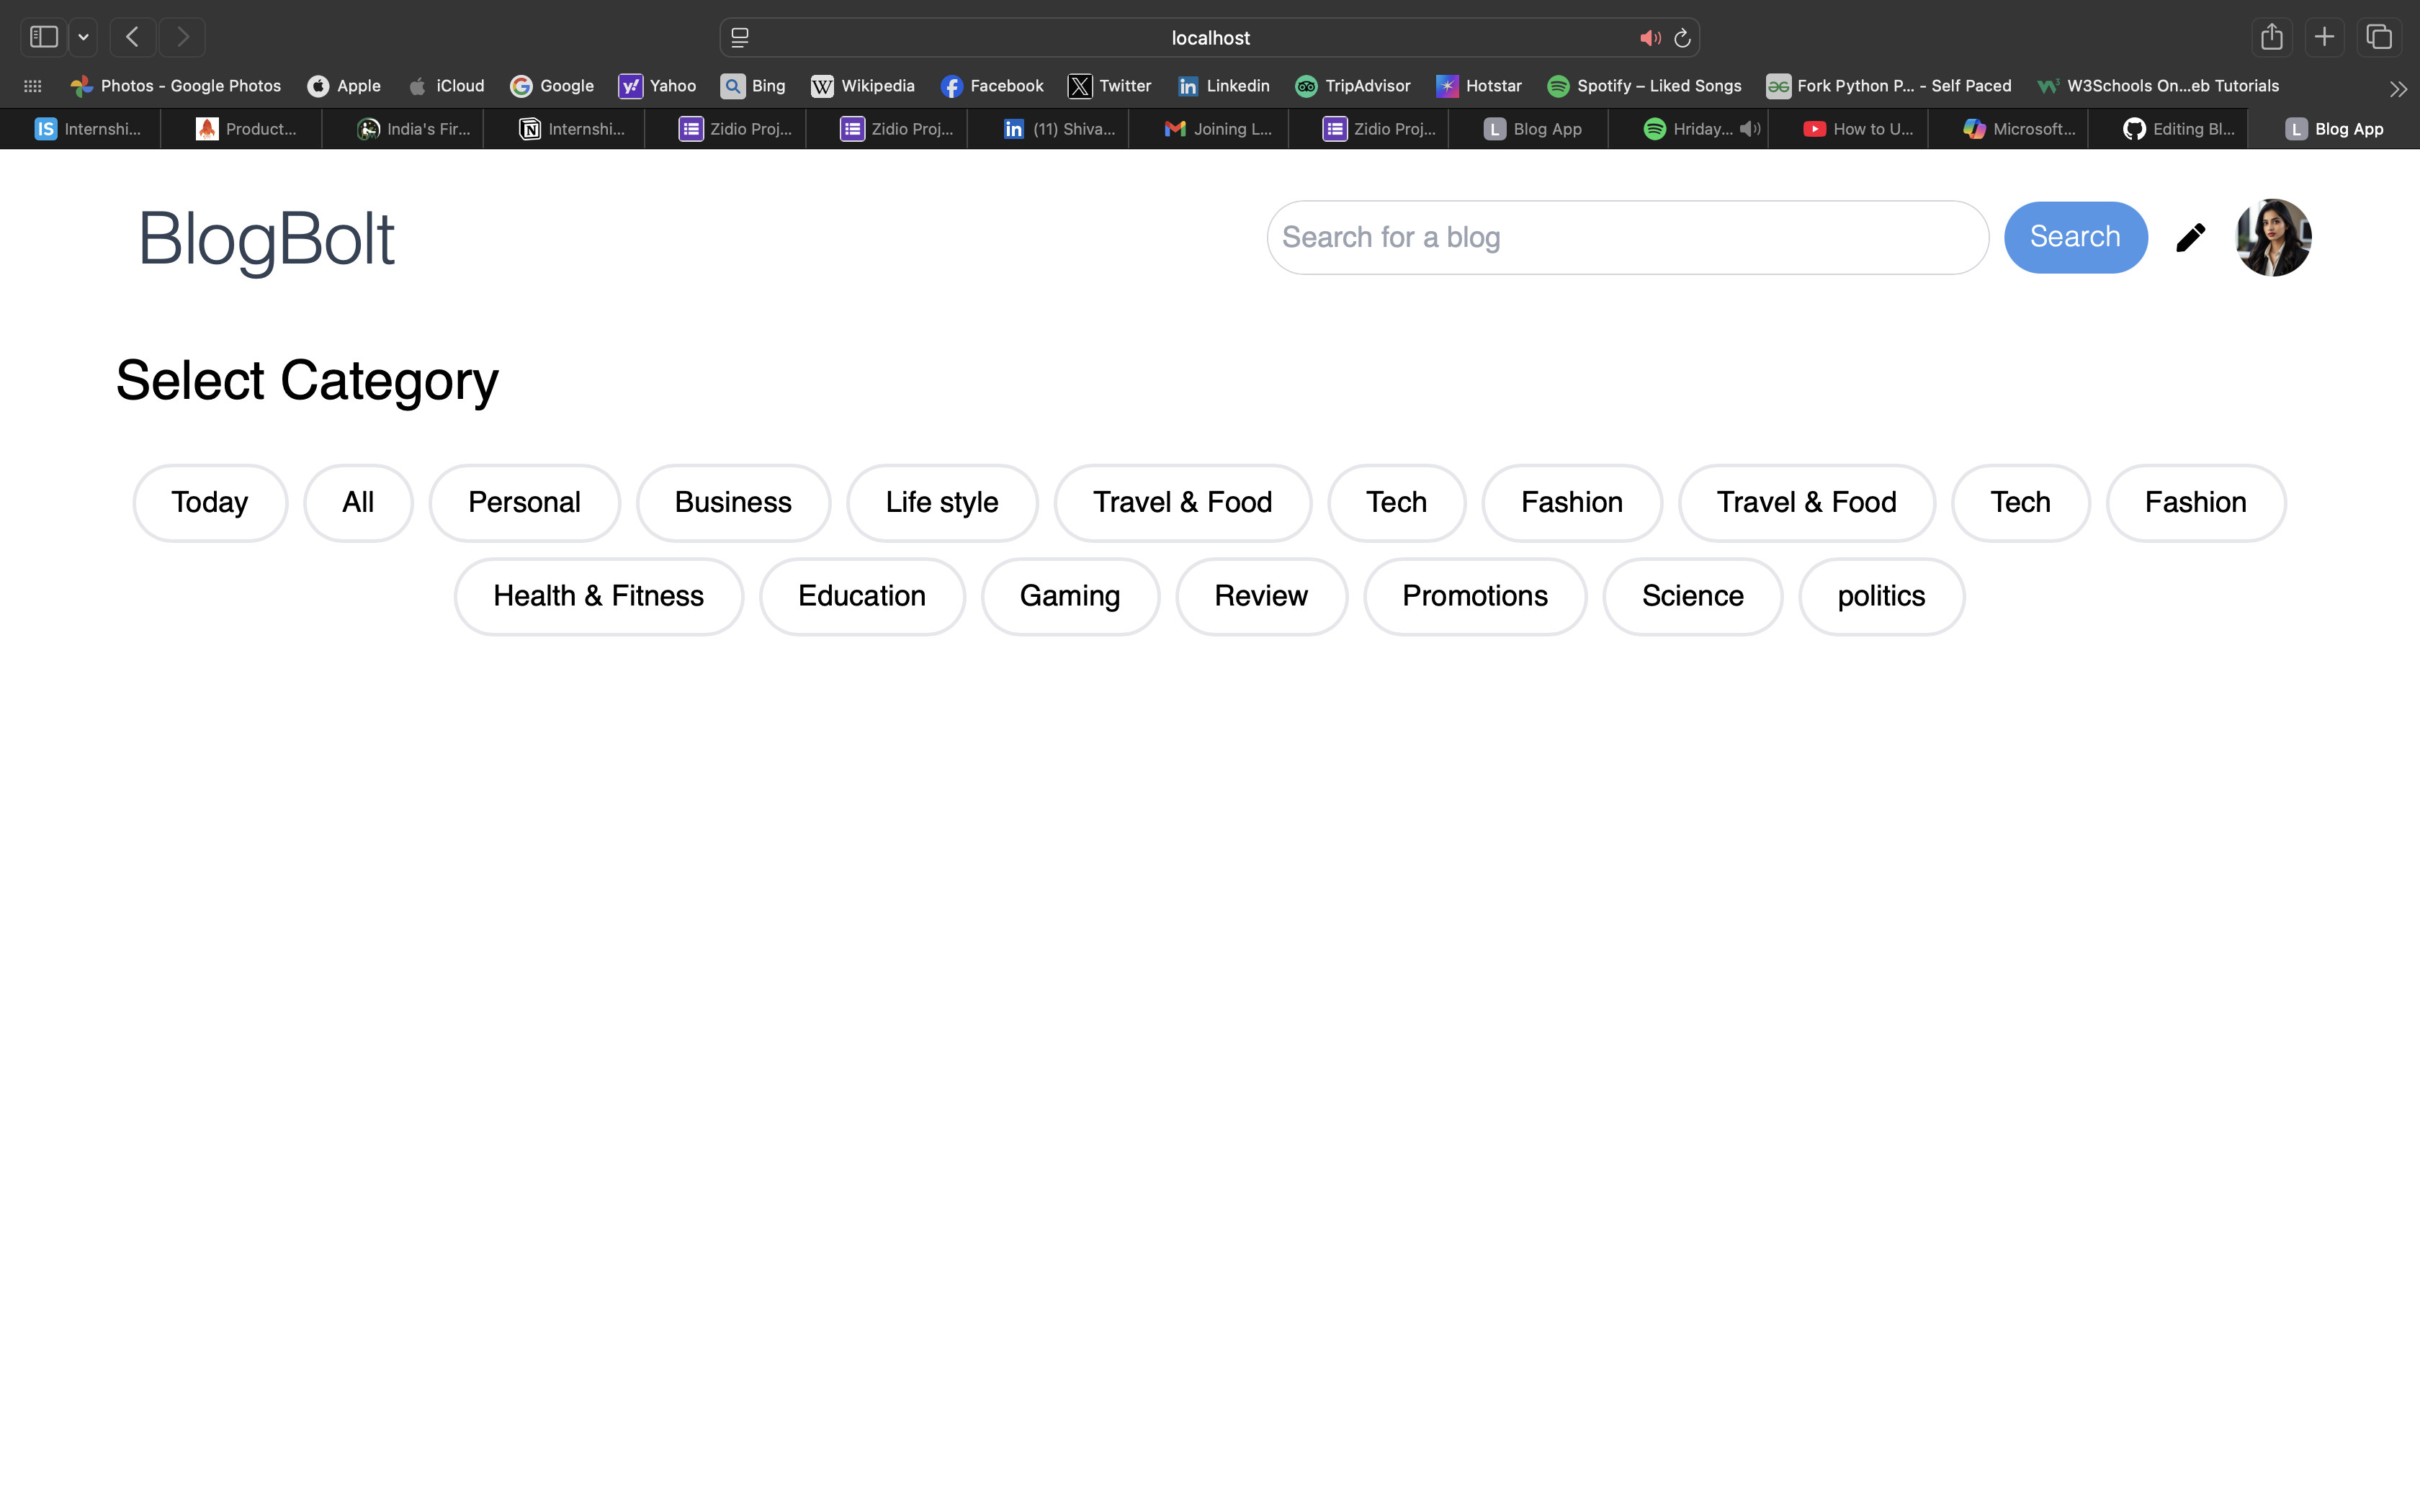 localhost
Photos - Google Photos Apple iCloud Google Yahoo Bing Wikipedia Facebook Twitter Linkedin TripAdvisor Hotstar Spotify – Liked Songs Fork Python P... - Self Paced W3Schools On...eb Tutorials
Internshi... Product... India's Fir... Internshi... Zidio Proj... Zidio Proj... (11) Shiva... Joining L... Zidio Proj... L Blog App Hriday... How to U... Microsoft... Editing Bl... L Blog App
BlogBolt Search for a blog Search
Select Category
Today All Personal Business Life style Travel & Food Tech Fashion Travel & Food Tech Fashion
Health & Fitness Education Gaming Review Promotions Science politics